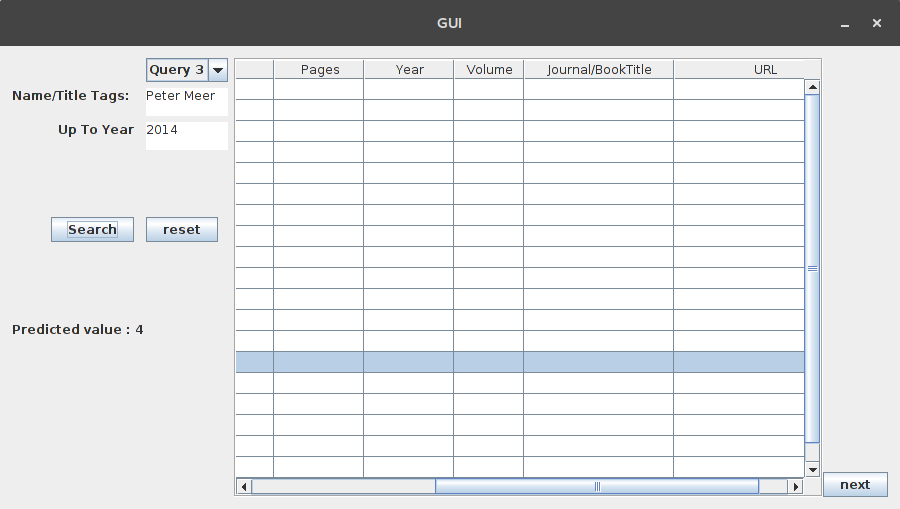 GUI
Query 3
Name/Title Tags: Peter Meer
Up To Year 2014
Search reset
Predicted value : 4
Pages Year Volume Journal/BookTitle URL
next